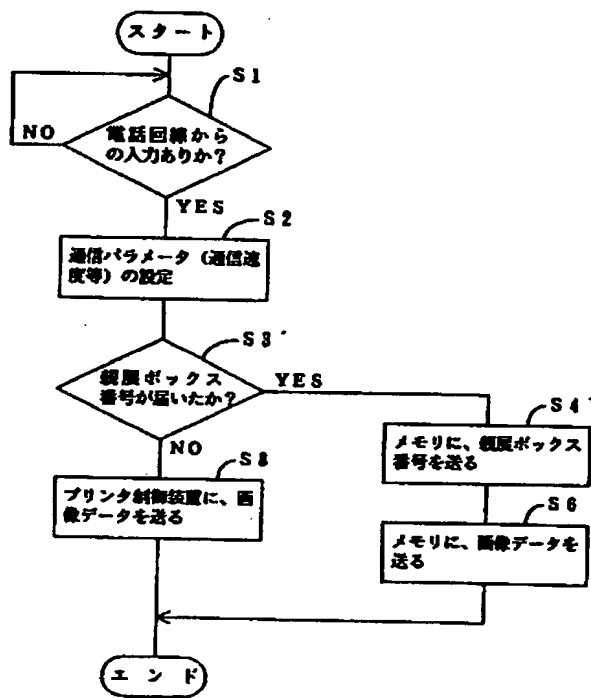 スタート
S1
電話回線から
の入力ありか？
NO
YES
S2
通信パラメータ（通信速
度等）の設定
S3'
親展ボックス
番号が届いたか？
YES
NO
S4'
メモリに、親展ボックス
番号を送る
S8
プリンタ制御装置に、画
像データを送る
S6
メモリに、画像データを
送る
エンド